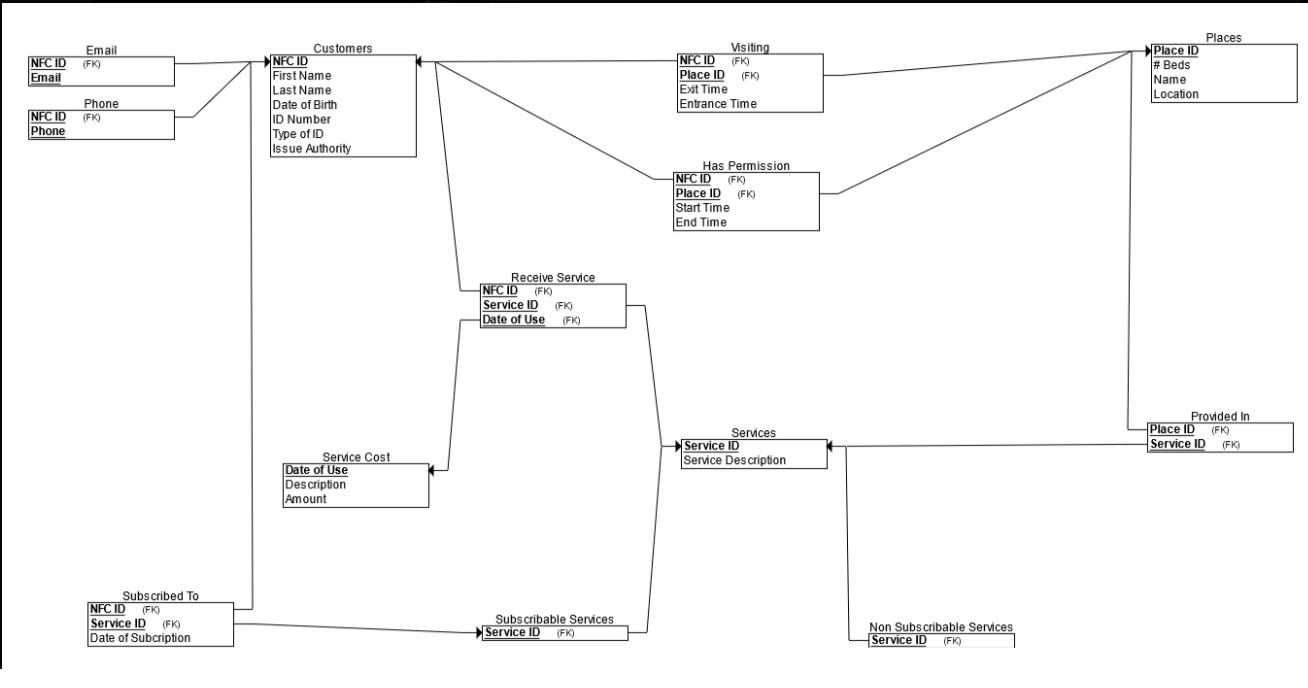 Email
NFC ID (FK)
Email
Phone
NFC ID (FK)
Phone
Customers
NFC ID
First Name
Last Name
Date of Birth
ID Number
Type of ID
Issue Authority
Visiting
NFC ID (FK)
Place ID (FK)
Exit Time
Entrance Time
Places
Place ID
# Beds
Name
Location
Has Permission
NFC ID (FK)
Place ID (FK)
Start Time
End Time
Receive Service
NFC ID (FK)
Service ID (FK)
Date of Use (FK)
Services
Service ID
Service Description
Provided In
Place ID (FK)
Service ID (FK)
Service Cost
Date of Use
Description
Amount
Subscribed To
NFC ID (FK)
Service ID (FK)
Date of Subcription
Subscribable Services
Service ID (FK)
Non Subscribable Services
Service ID (FK)